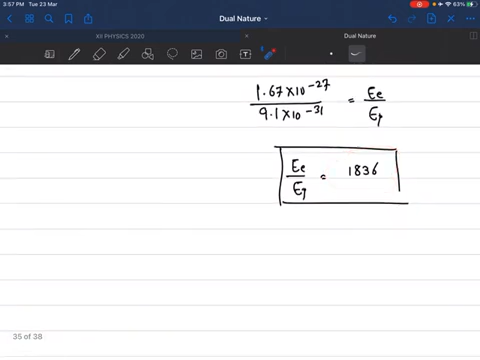 3:57 PM Tue 23 Mar
63%
Dual Nature
XII PHYSICS 2020
Dual Nature
1.67×10⁻²⁷ / 9.1×10⁻³¹ = Ee / Ep
Ee / Ep = 1836
35 of 38